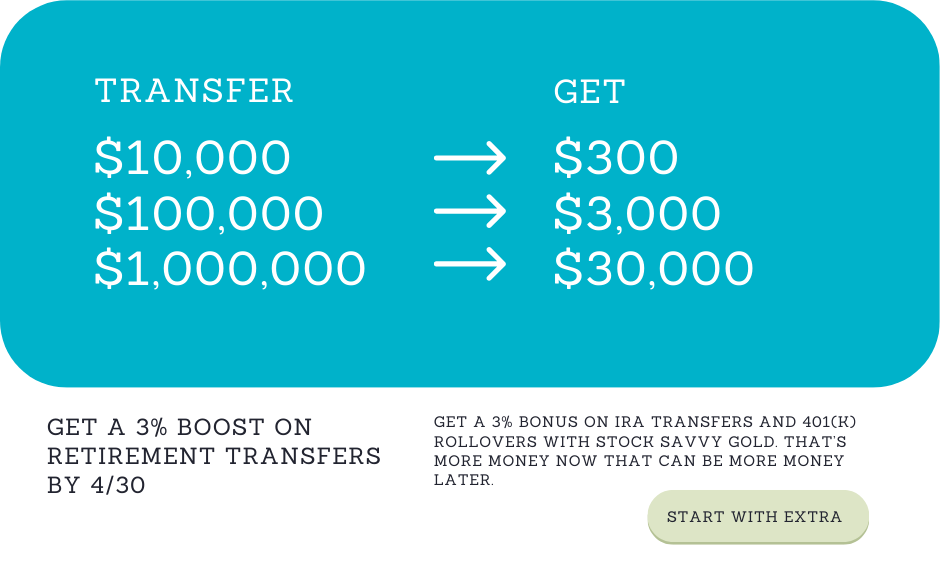 TRANSFER GET
$10,000 → $300
$100,000 → $3,000
$1,000,000 → $30,000
GET A 3% BOOST ON
RETIREMENT TRANSFERS
BY 4/30
GET A 3% BONUS ON IRA TRANSFERS AND 401(K)
ROLLOVERS WITH STOCK SAVVY GOLD. THAT'S
MORE MONEY NOW THAT CAN BE MORE MONEY
LATER.
START WITH EXTRA